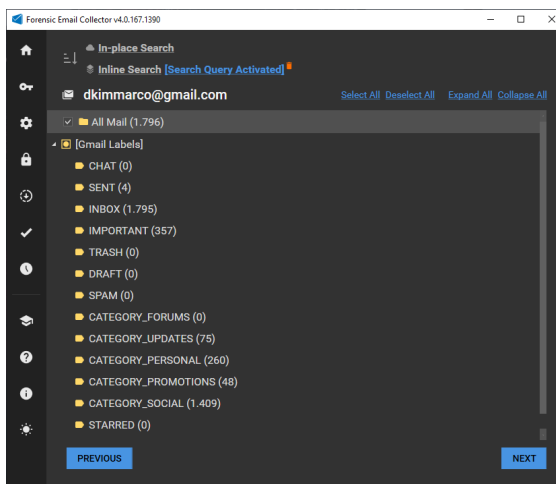 Forensic Email Collector v4.0.167.1390
In-place Search
Inline Search [Search Query Activated]
dkimmarco@gmail.com Select All Deselect All Expand All Collapse All
All Mail (1.796)
[Gmail Labels]
CHAT (0)
SENT (4)
INBOX (1.795)
IMPORTANT (357)
TRASH (0)
DRAFT (0)
SPAM (0)
CATEGORY_FORUMS (0)
CATEGORY_UPDATES (75)
CATEGORY_PERSONAL (260)
CATEGORY_PROMOTIONS (48)
CATEGORY_SOCIAL (1.409)
STARRED (0)
PREVIOUS NEXT